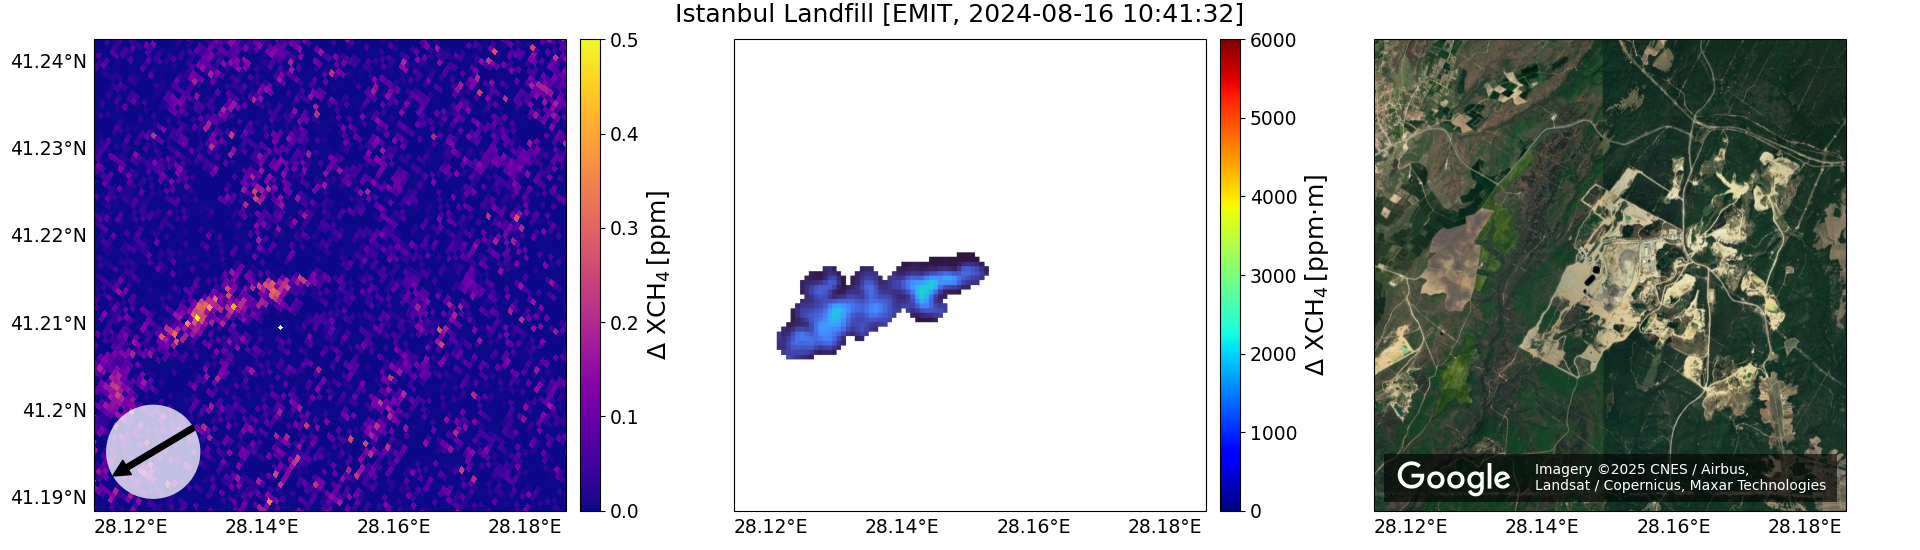 Istanbul Landfill [EMIT, 2024-08-16 10:41:32]
41.24°N
41.23°N
41.22°N
41.21°N
41.2°N
41.19°N
28.12°E 28.14°E 28.16°E 28.18°E
0.5
0.4
0.3
0.2
0.1
0.0
Δ XCH₄ [ppm]
28.12°E 28.14°E 28.16°E 28.18°E
6000
5000
4000
3000
2000
1000
0
Δ XCH₄ [ppm·m]
Google
Imagery ©2025 CNES / Airbus,
Landsat / Copernicus, Maxar Technologies
28.12°E 28.14°E 28.16°E 28.18°E